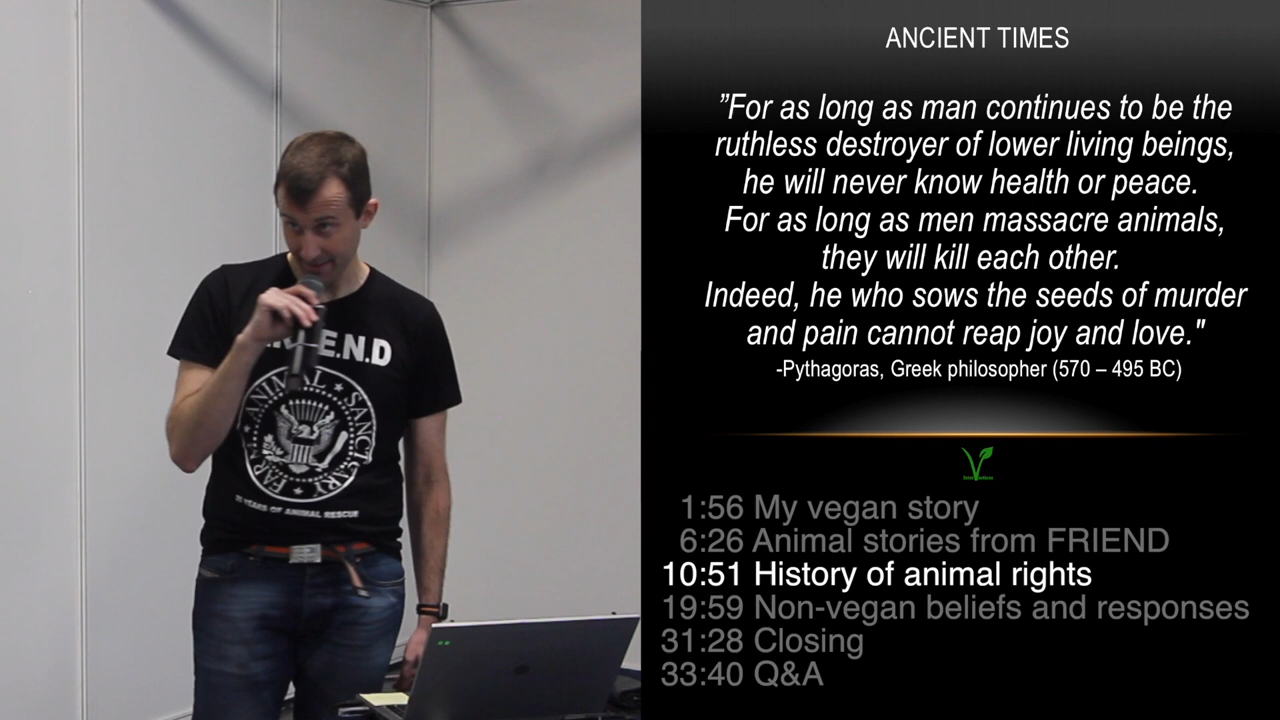 ANCIENT TIMES
”For as long as man continues to be the
ruthless destroyer of lower living beings,
he will never know health or peace.
For as long as men massacre animals,
they will kill each other.
Indeed, he who sows the seeds of murder
and pain cannot reap joy and love."
-Pythagoras, Greek philosopher (570 – 495 BC)
1:56 My vegan story
6:26 Animal stories from FRIEND
10:51 History of animal rights
19:59 Non-vegan beliefs and responses
31:28 Closing
33:40 Q&A
E.N.D
FARM ANIMAL SANCTUARY
YEARS OF ANIMAL RESCUE